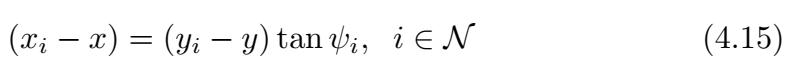 (x_i − x) = (y_i − y) tan ψ_i, i ∈ 𝒩 (4.15)